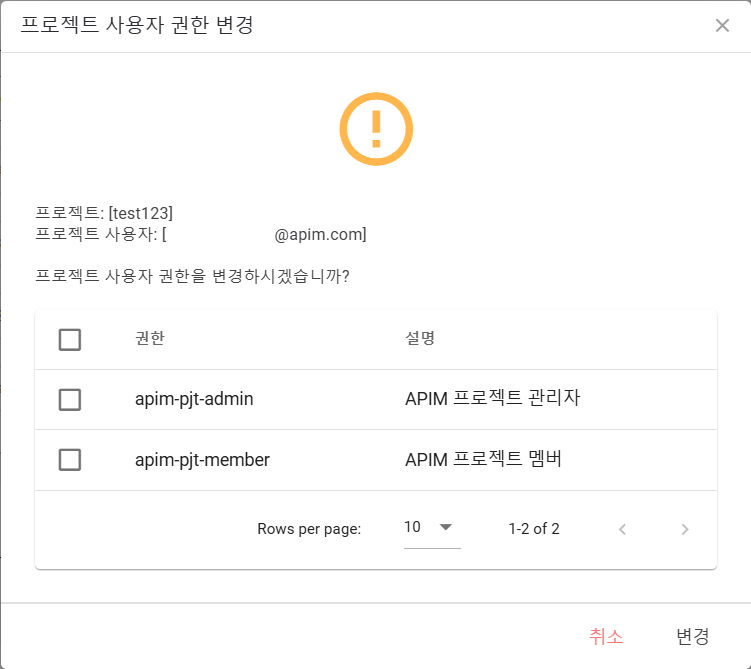 프로젝트 사용자 권한 변경
프로젝트: [test123]
프로젝트 사용자: [ @apim.com]
프로젝트 사용자 권한을 변경하시겠습니까?
권한 설명
apim-pjt-admin APIM 프로젝트 관리자
apim-pjt-member APIM 프로젝트 멤버
Rows per page: 10 1-2 of 2
취소 변경